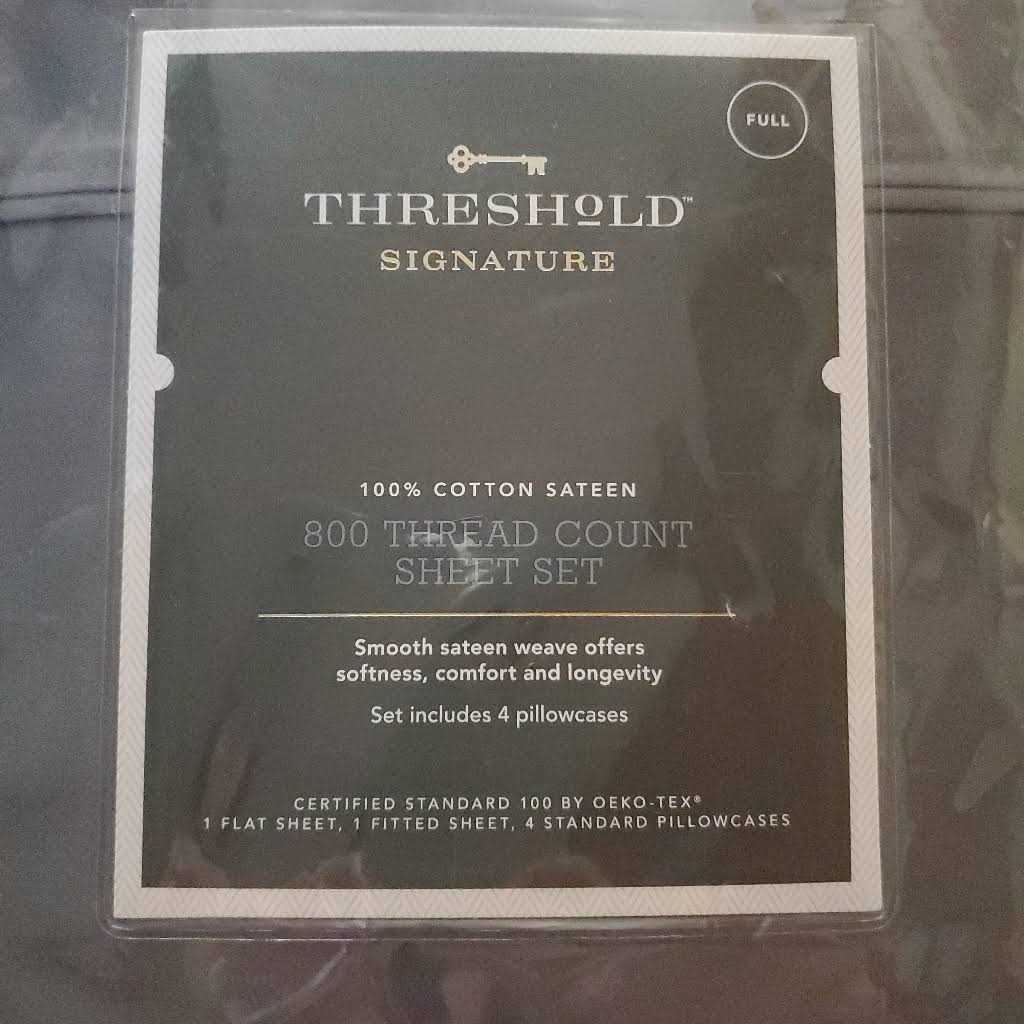 FULL
THRESHOLD™
SIGNATURE
100% COTTON SATEEN
800 THREAD COUNT
SHEET SET
Smooth sateen weave offers
softness, comfort and longevity
Set includes 4 pillowcases
CERTIFIED STANDARD 100 BY OEKO-TEX®
1 FLAT SHEET, 1 FITTED SHEET, 4 STANDARD PILLOWCASES